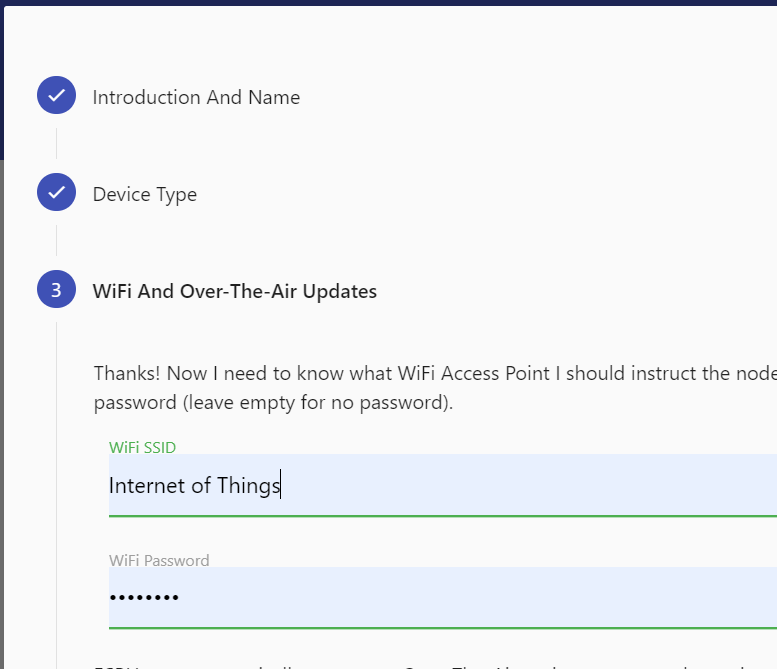 Introduction And Name
Device Type
3
WiFi And Over-The-Air Updates
Thanks! Now I need to know what WiFi Access Point I should instruct the node
password (leave empty for no password).
WiFi SSID
Internet of Things
WiFi Password
••••••••